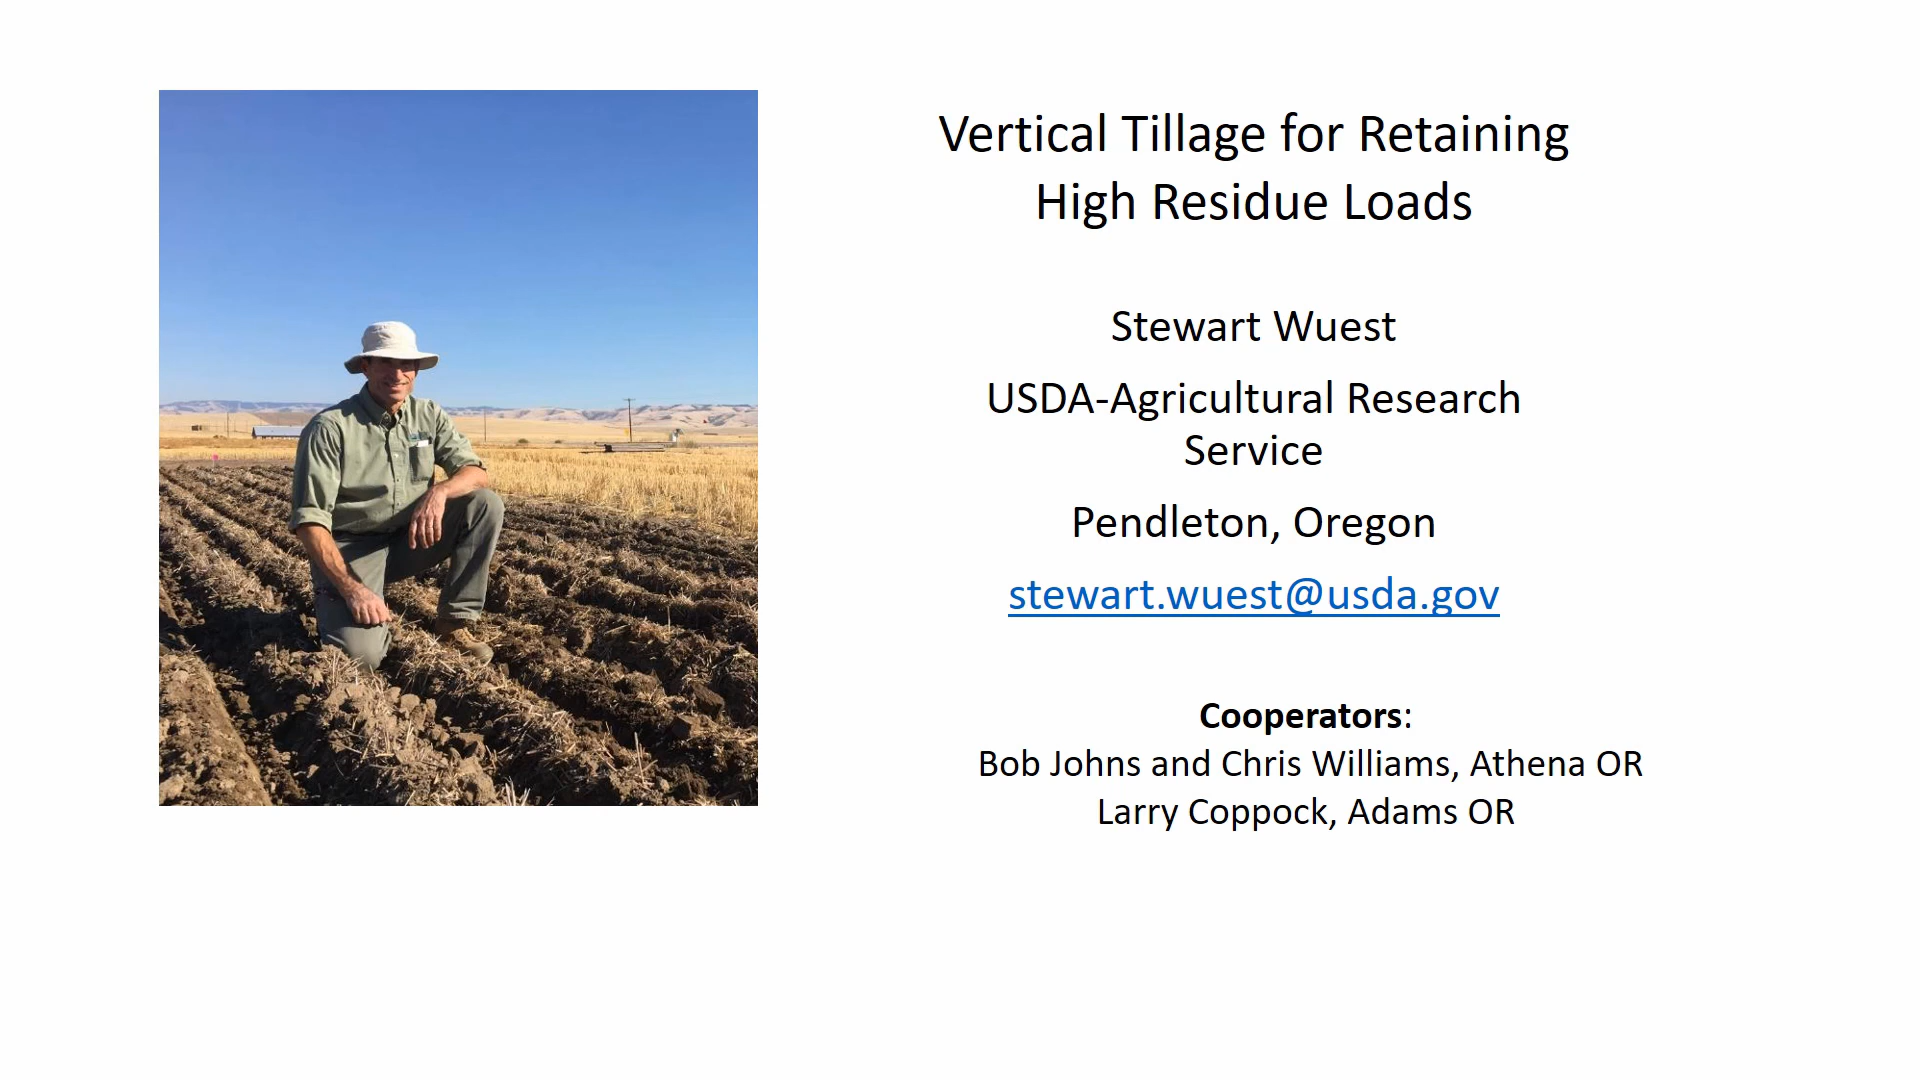 Vertical Tillage for Retaining
High Residue Loads
Stewart Wuest
USDA-Agricultural Research
Service
Pendleton, Oregon
stewart.wuest@usda.gov
Cooperators:
Bob Johns and Chris Williams, Athena OR
Larry Coppock, Adams OR